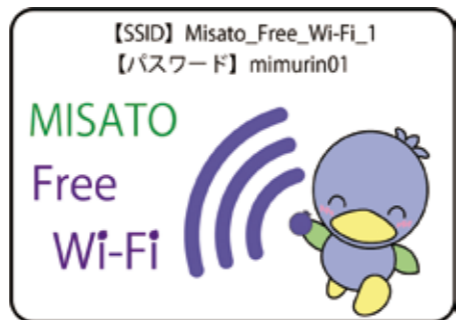 【SSID】Misato_Free_Wi-Fi_1
【パスワード】mimurin01
MISATO
Free
Wi-Fi